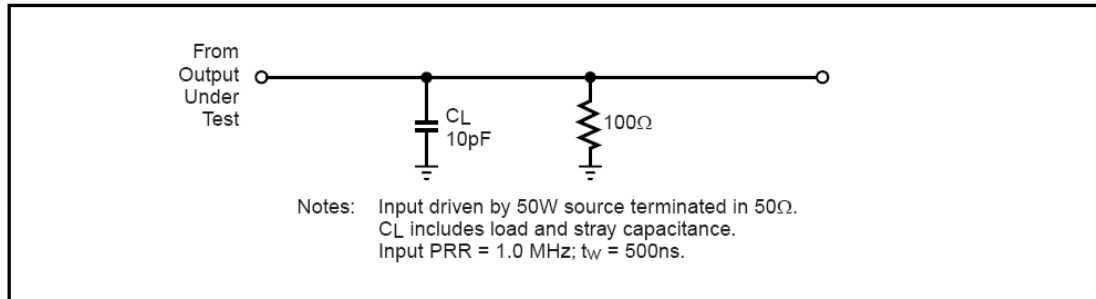 From
Output
Under
Test
CL
10pF
100Ω
Notes: Input driven by 50W source terminated in 50Ω.
CL includes load and stray capacitance.
Input PRR = 1.0 MHz; tw = 500ns.